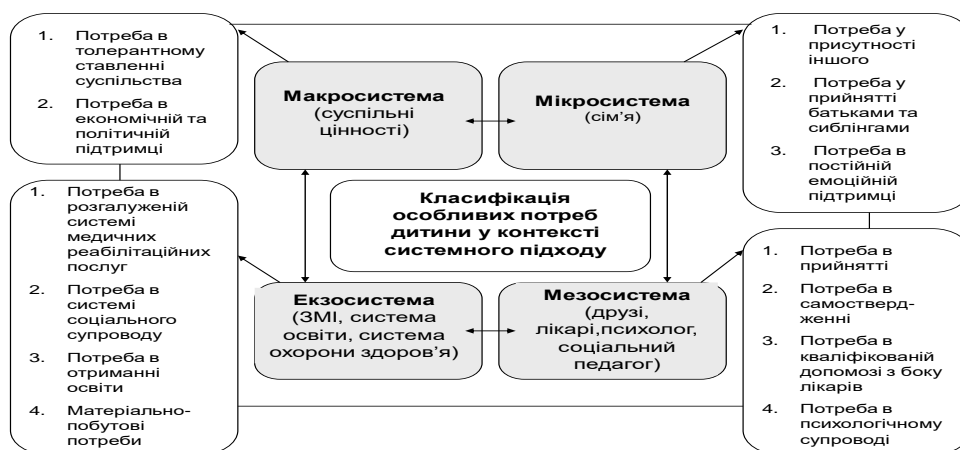 1. Потреба в
толерантному
ставленні
суспільства
2. Потреба в
економічній та
політичній
підтримці
Макросистема
(суспільні
цінності)
Мікросистема
(сім’я)
1. Потреба у
присутності
іншого
2. Потреба у
прийнятті
батьками та
сиблінгами
3. Потреба в
постійній
емоційній
підтримці
Класифікація
особливих потреб
дитини у контексті
системного підходу
1. Потреба в
розгалуженій
системі
медичних
реабілітаційних
послуг
2. Потреба в
системі
соціального
супроводу
3. Потреба в
отриманні
освіти
4. Матеріально-
побутові
потреби
Екзосистема
(ЗМІ, система
освіти, система
охорони здоров’я)
Мезосистема
(друзі,
лікарі,психолог,
соціальний
педагог)
1. Потреба в
прийнятті
2. Потреба в
самоствердж-
женні
3. Потреба в
кваліфікованій
допомозі з боку
лікарів
4. Потреба в
психологічному
супроводі